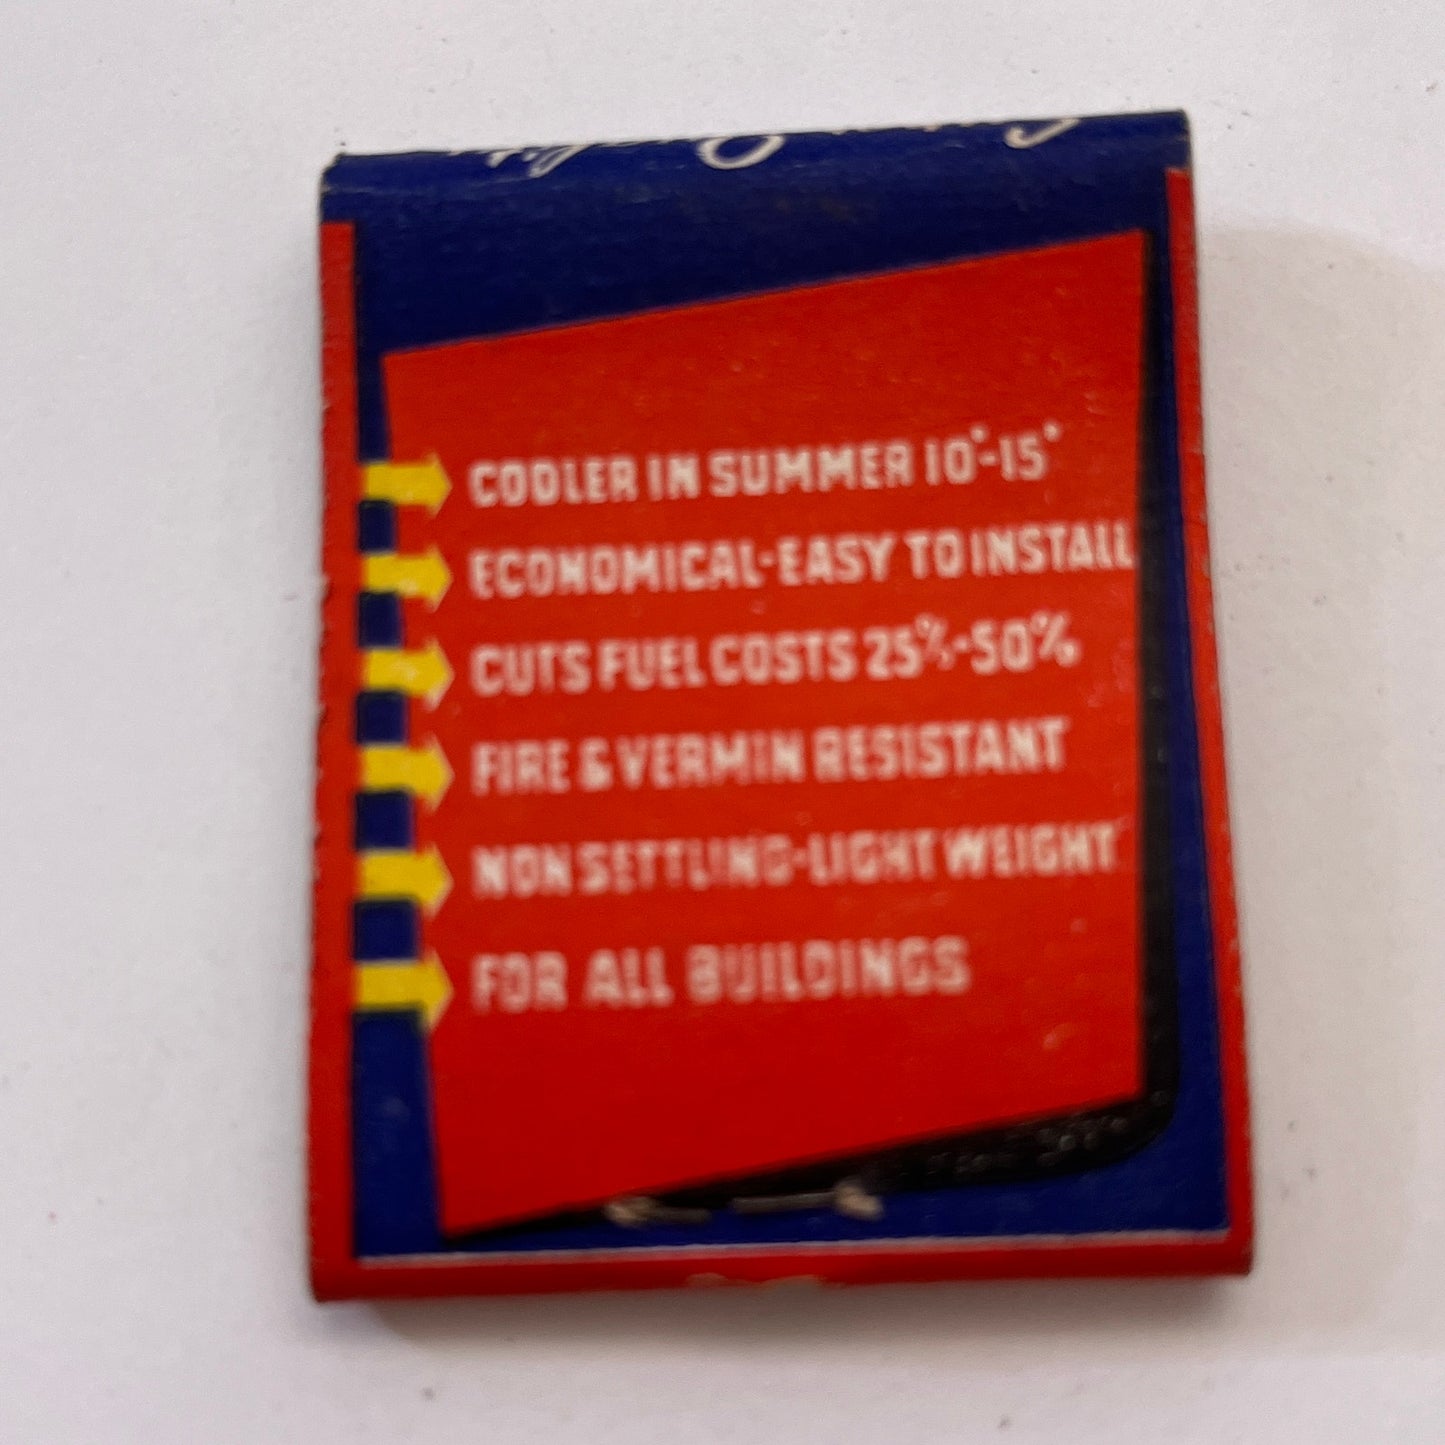 Quality
COOLER IN SUMMER 10°-15°
ECONOMICAL-EASY TO INSTALL
CUTS FUEL COSTS 25%-50%
FIRE & VERMIN RESISTANT
NON SETTLING-LIGHT WEIGHT
FOR ALL BUILDINGS